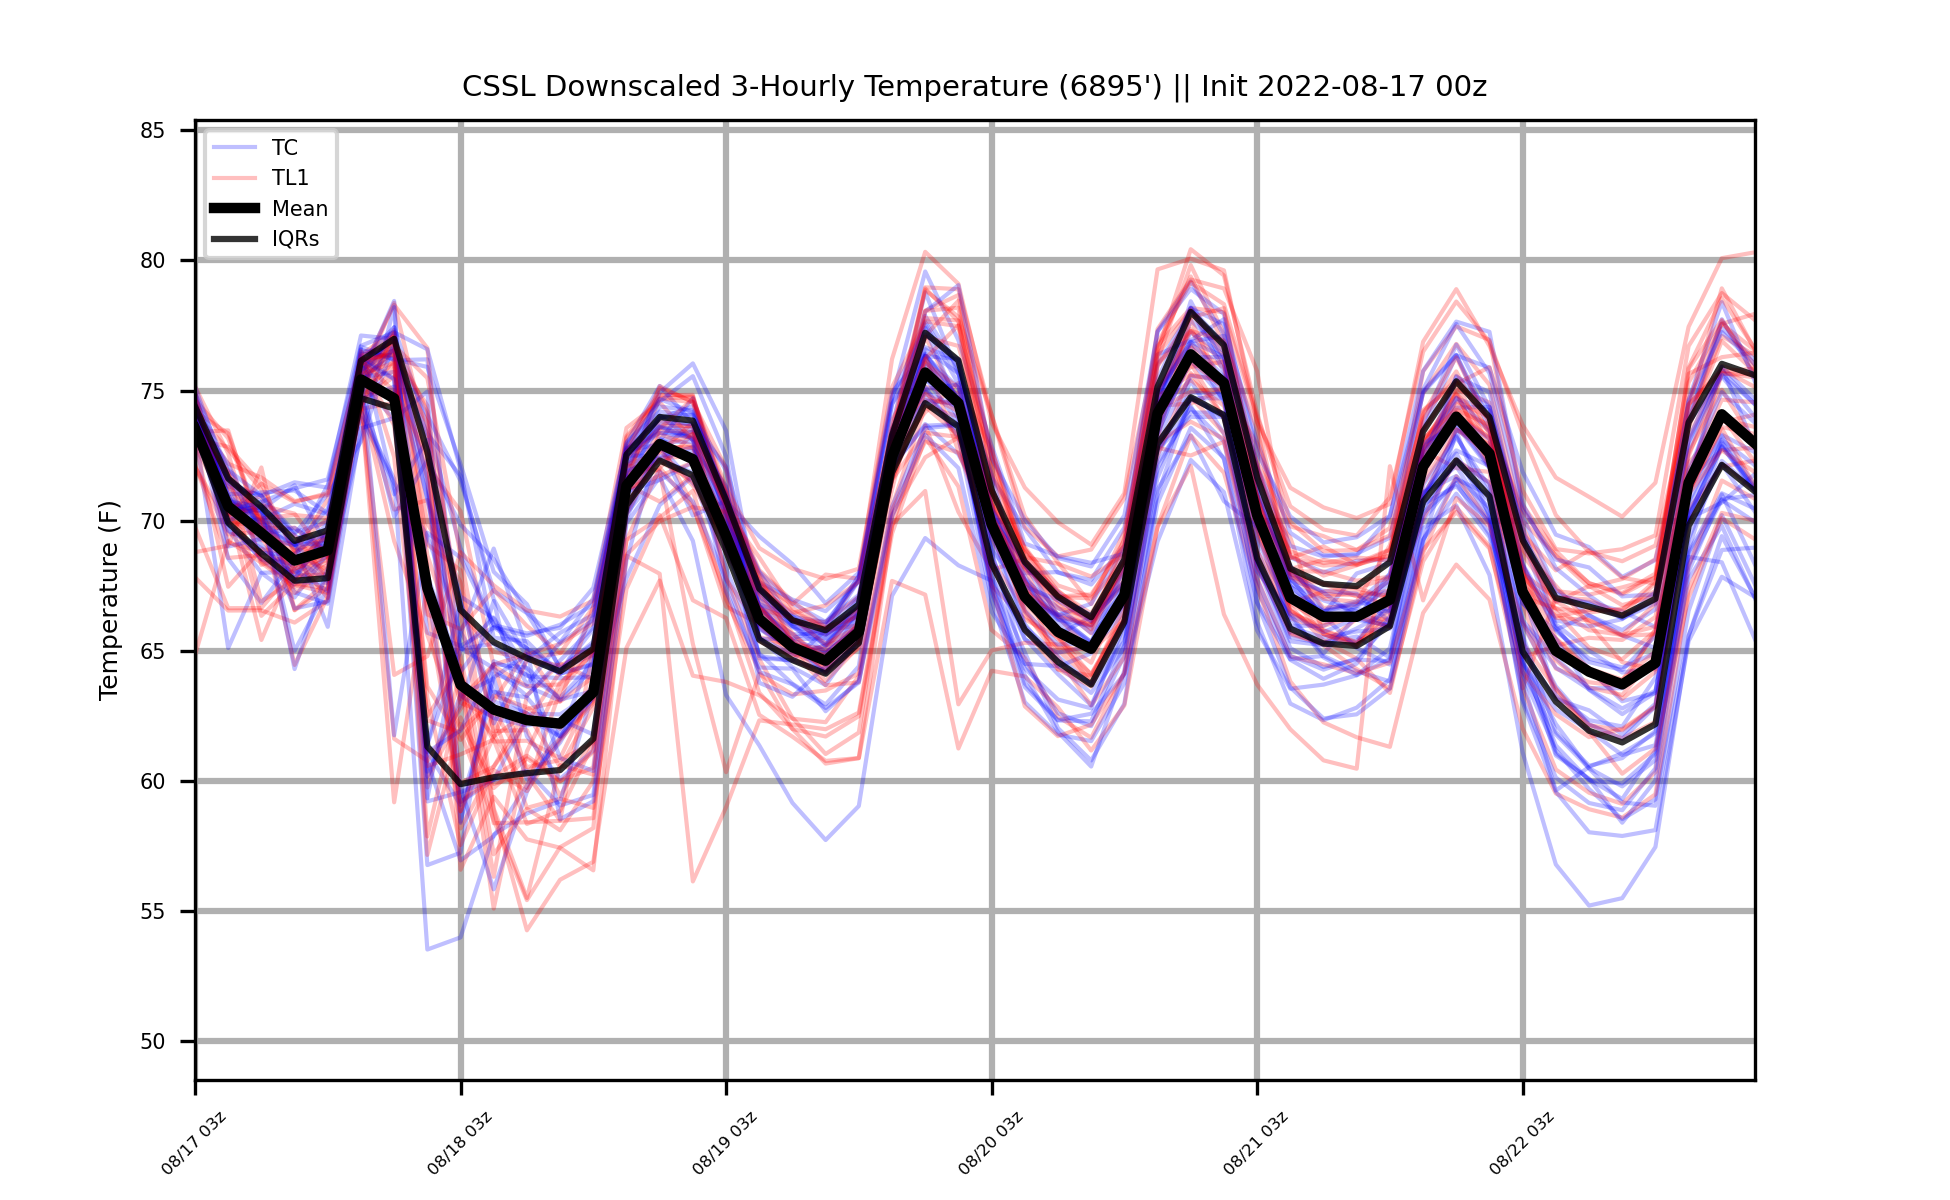 CSSL Downscaled 3-Hourly Temperature (6895') || Init 2022-08-17 00z
TC
TL1
Mean
IQRs
Temperature (F)
85
80
75
70
65
60
55
50
08/17 03z
08/18 03z
08/19 03z
08/20 03z
08/21 03z
08/22 03z